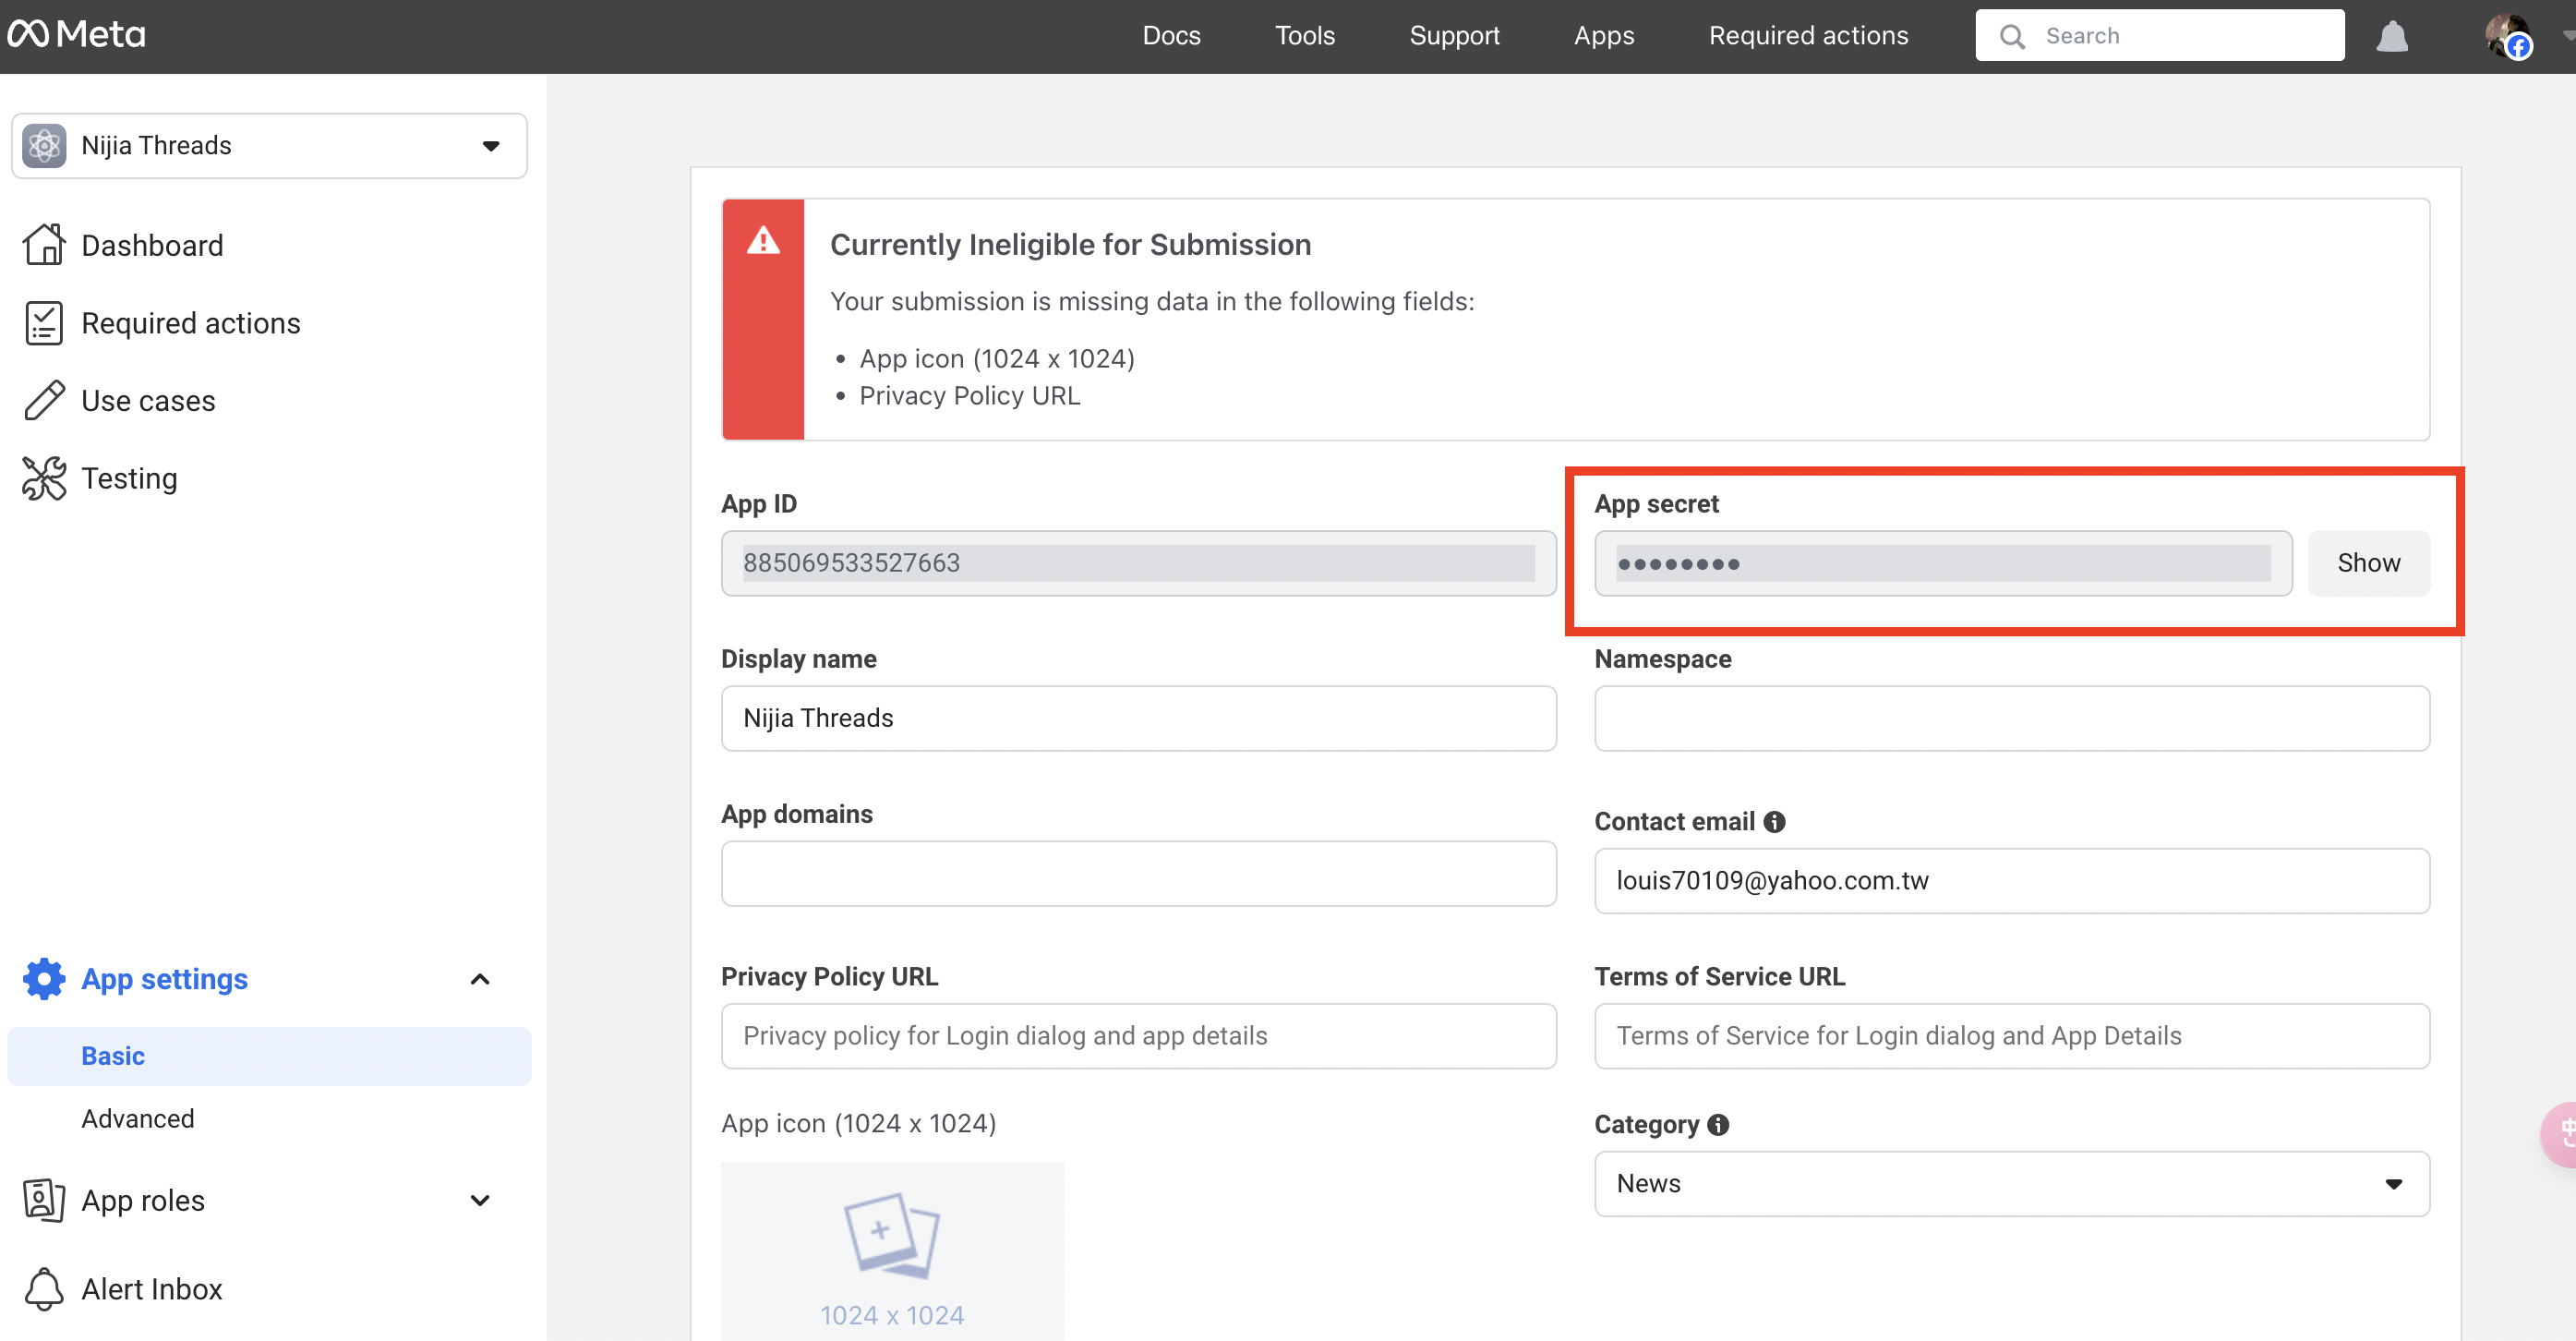 Meta
Docs
Tools
Support
Apps
Required actions
Search
Nijia Threads
Dashboard
Required actions
Use cases
Testing
App settings
Basic
Advanced
App roles
Alert Inbox
Currently Ineligible for Submission
Your submission is missing data in the following fields:
• App icon (1024 x 1024)
• Privacy Policy URL
App ID
885069533527663
App secret
••••••••
Show
Display name
Nijia Threads
Namespace
App domains
Contact email
louis70109@yahoo.com.tw
Privacy Policy URL
Privacy policy for Login dialog and app details
Terms of Service URL
Terms of Service for Login dialog and App Details
App icon (1024 x 1024)
1024 x 1024
Category
News